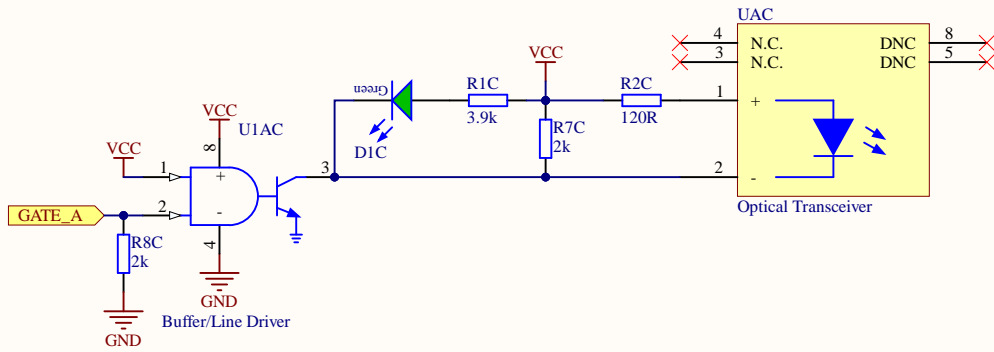 UAC
4 N.C. DNC 8
3 N.C. DNC 5
VCC
Green
R1C
3.9k
R2C
120R
1 +
VCC
U1AC
8
D1C
R7C
2k
VCC
1 +
3
2 -
Optical Transceiver
GATE_A
2 -
R8C
2k
4
GND
Buffer/Line Driver
GND